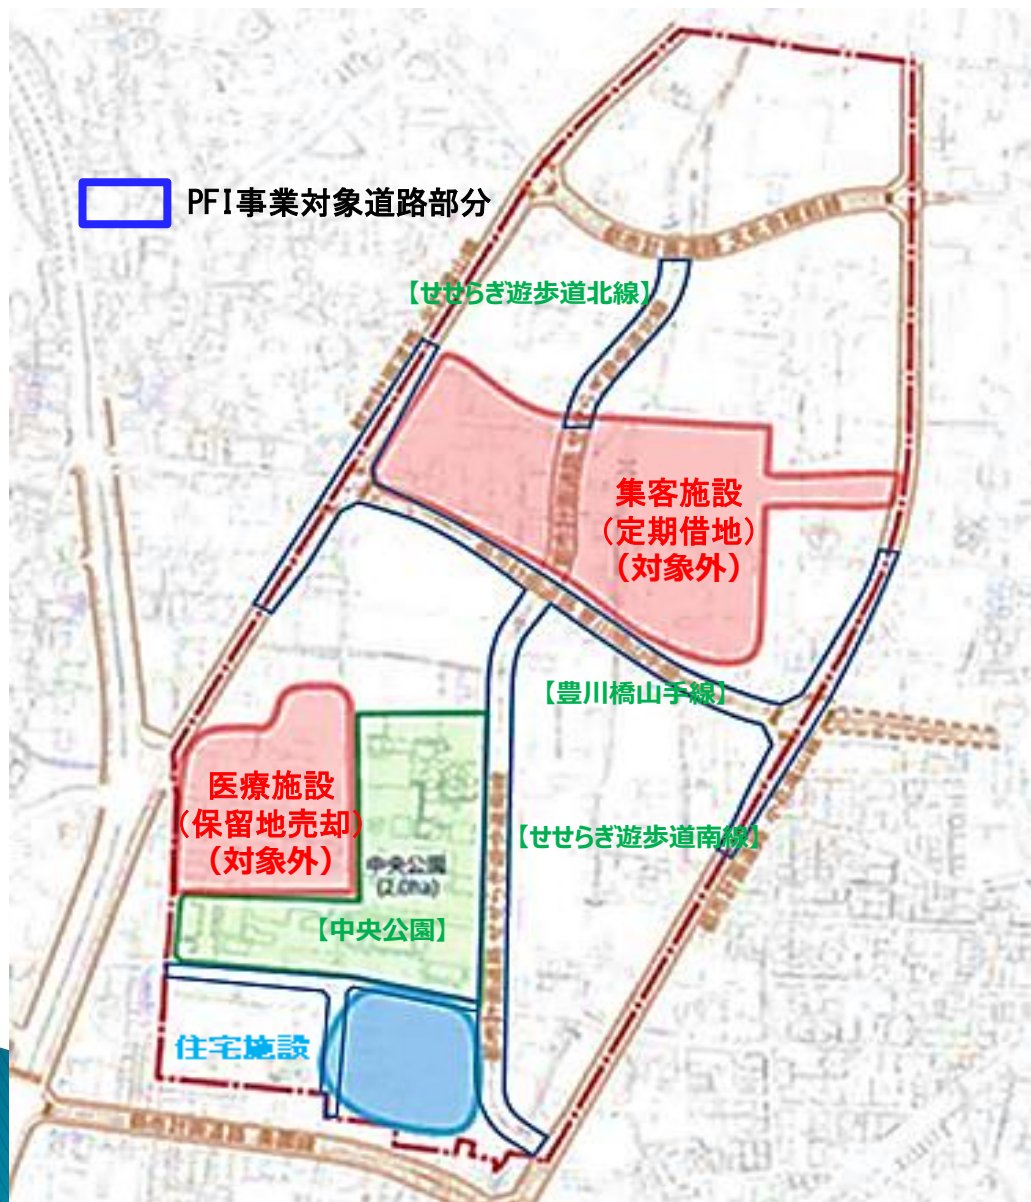 PFI事業対象道路部分
【せせらぎ遊歩道北線】
集客施設
（定期借地）
（対象外）
【豊川橋山手線】
医療施設
（保留地売却）
（対象外）
【せせらぎ遊歩道南線】
中央公園
(2.0ha)
【中央公園】
住宅施設